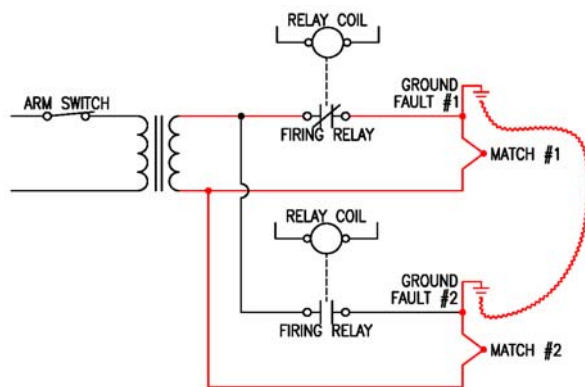 RELAY COIL
ARM SWITCH
GROUND
FAULT #1
FIRING RELAY
MATCH #1
RELAY COIL
GROUND
FAULT #2
FIRING RELAY
MATCH #2